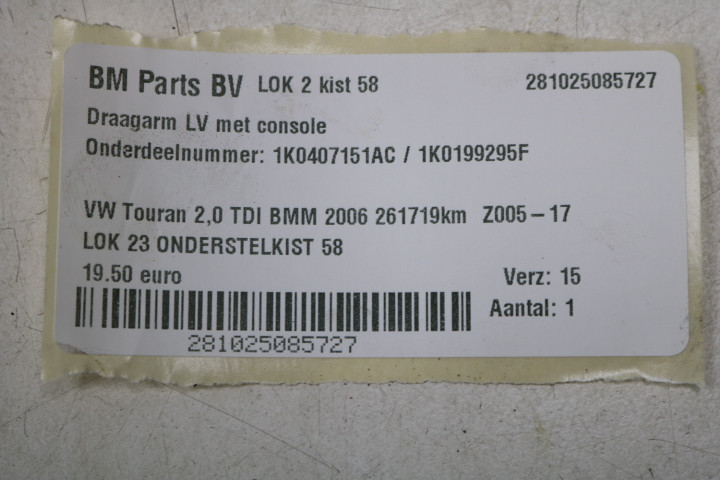 BM Parts BV LOK 2 kist 58 281025085727
Draagarm LV met console
Onderdeelnummer: 1K0407151AC / 1K0199295F
VW Touran 2,0 TDI BMM 2006 261719km Z005-17
LOK 23 ONDERSTELKIST 58
19.50 euro Verz: 15
Aantal: 1
281025085727